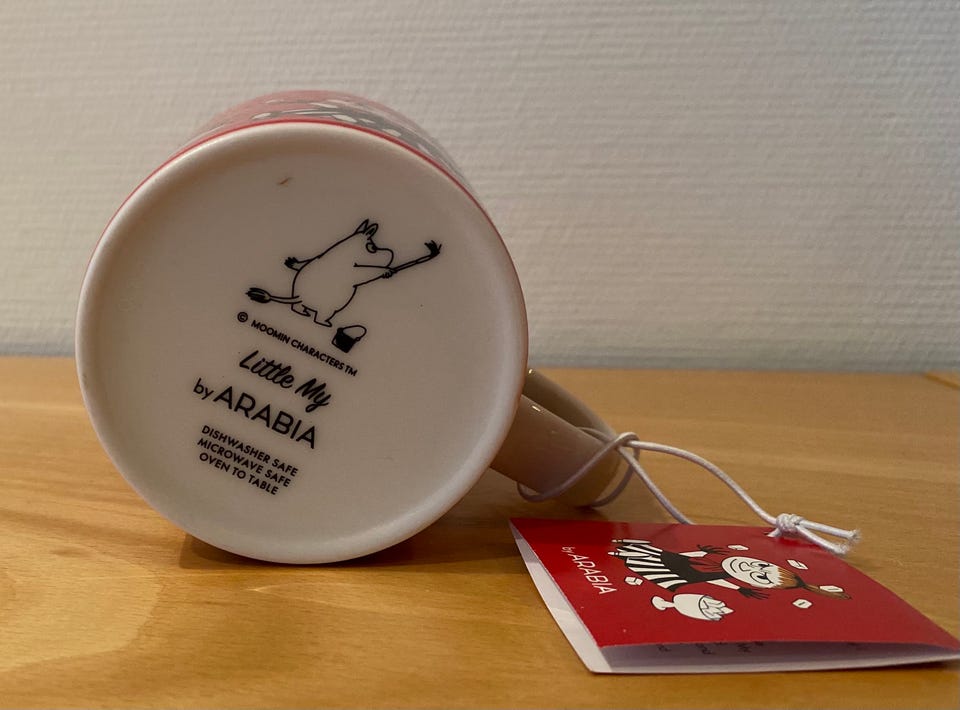 © MOOMIN CHARACTERS TM
Little My
by ARABIA
DISHWASHER SAFE
MICROWAVE SAFE
OVEN TO TABLE
by ARABIA